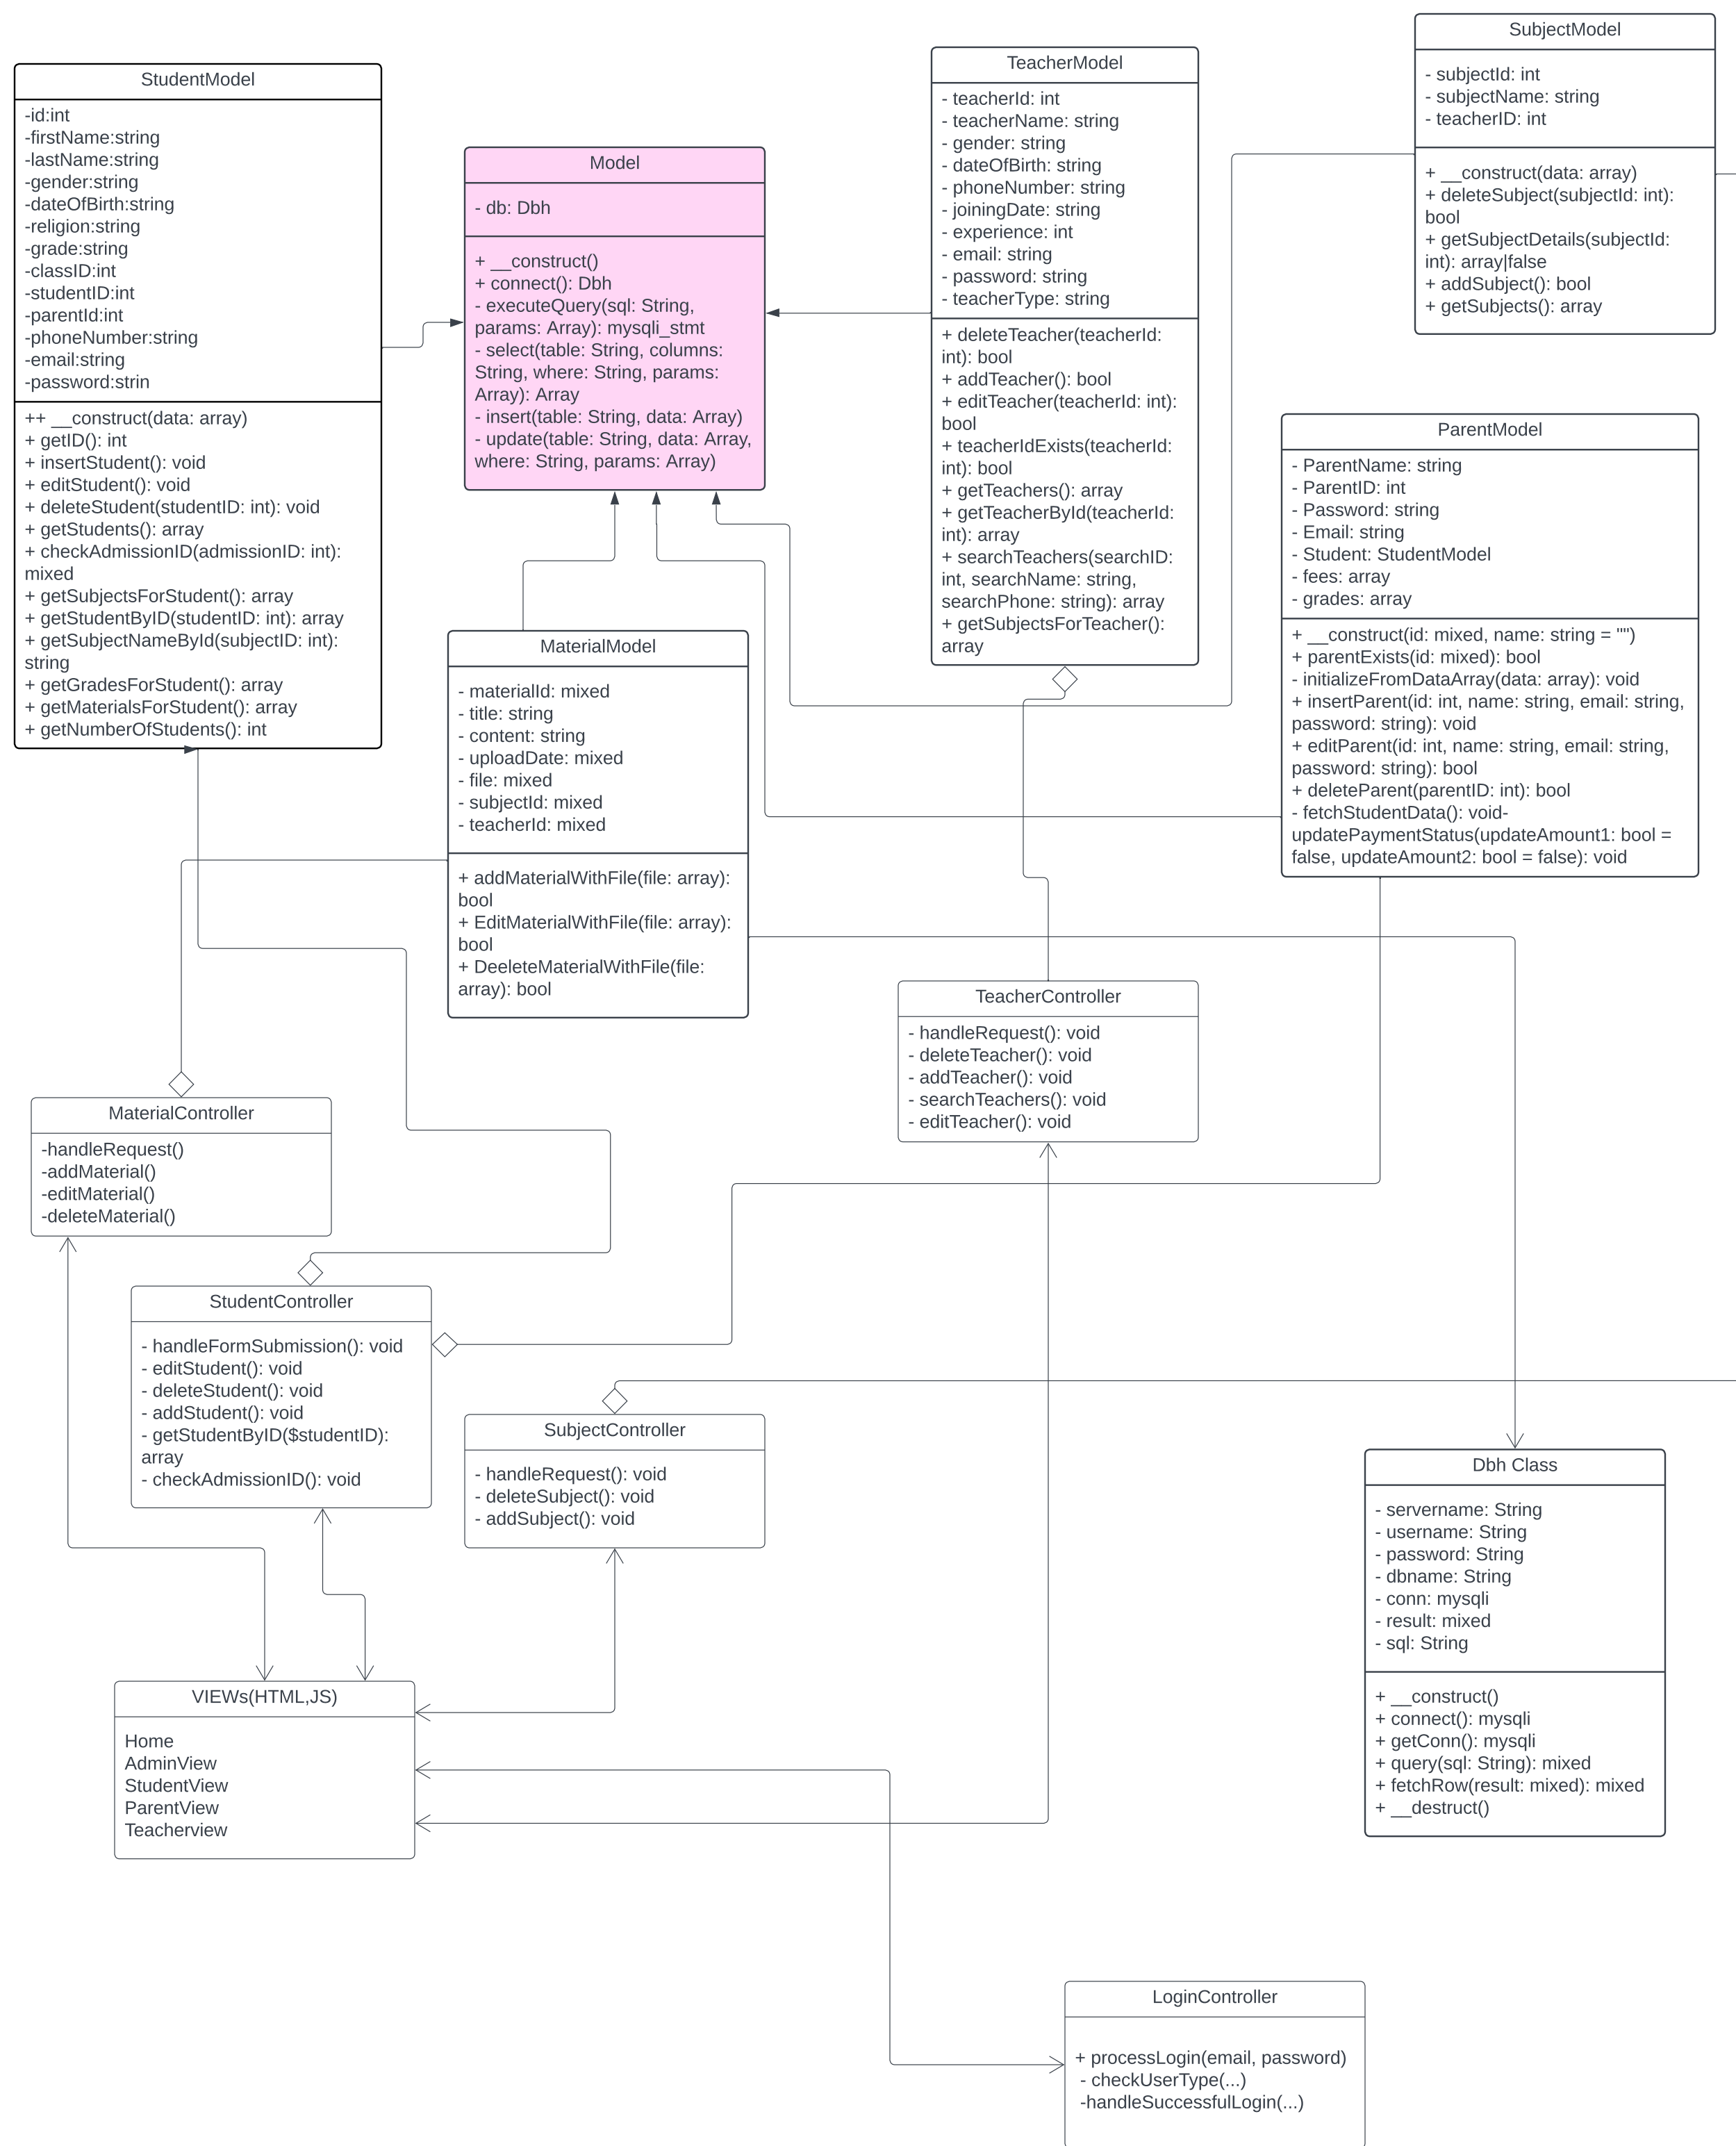 StudentModel
-id:int
-firstName:string
-lastName:string
-gender:string
-dateOfBirth:string
-religion:string
-grade:string
-classID:int
-studentID:int
-parentId:int
-phoneNumber:string
-email:string
-password:strin
++ __construct(data: array)
+ getID(): int
+ insertStudent(): void
+ editStudent(): void
+ deleteStudent(studentID: int): void
+ getStudents(): array
+ checkAdmissionID(admissionID: int):
mixed
+ getSubjectsForStudent(): array
+ getStudentByID(studentID: int): array
+ getSubjectNameById(subjectID: int):
string
+ getGradesForStudent(): array
+ getMaterialsForStudent(): array
+ getNumberOfStudents(): int
Model
- db: Dbh
+ __construct()
+ connect(): Dbh
- executeQuery(sql: String,
params: Array): mysqli_stmt
- select(table: String, columns:
String, where: String, params:
Array): Array
- insert(table: String, data: Array)
- update(table: String, data: Array,
where: String, params: Array)
TeacherModel
- teacherId: int
- teacherName: string
- gender: string
- dateOfBirth: string
- phoneNumber: string
- joiningDate: string
- experience: int
- email: string
- password: string
- teacherType: string
+ deleteTeacher(teacherId:
int): bool
+ addTeacher(): bool
+ editTeacher(teacherId: int):
bool
+ teacherIdExists(teacherId:
int): bool
+ getTeachers(): array
+ getTeacherById(teacherId:
int): array
+ searchTeachers(searchID:
int, searchName: string,
searchPhone: string): array
+ getSubjectsForTeacher():
array
SubjectModel
- subjectId: int
- subjectName: string
- teacherID: int
+ __construct(data: array)
+ deleteSubject(subjectId: int):
bool
+ getSubjectDetails(subjectId:
int): array|false
+ addSubject(): bool
+ getSubjects(): array
ParentModel
- ParentName: string
- ParentID: int
- Password: string
- Email: string
- Student: StudentModel
- fees: array
- grades: array
+ __construct(id: mixed, name: string = "")
+ parentExists(id: mixed): bool
- initializeFromDataArray(data: array): void
+ insertParent(id: int, name: string, email: string,
password: string): void
+ editParent(id: int, name: string, email: string,
password: string): bool
+ deleteParent(parentID: int): bool
- fetchStudentData(): void-
updatePaymentStatus(updateAmount1: bool =
false, updateAmount2: bool = false): void
MaterialModel
- materialId: mixed
- title: string
- content: string
- uploadDate: mixed
- file: mixed
- subjectId: mixed
- teacherId: mixed
+ addMaterialWithFile(file: array):
bool
+ EditMaterialWithFile(file: array):
bool
+ DeeleteMaterialWithFile(file:
array): bool
TeacherController
- handleRequest(): void
- deleteTeacher(): void
- addTeacher(): void
- searchTeachers(): void
- editTeacher(): void
MaterialController
-handleRequest()
-addMaterial()
-editMaterial()
-deleteMaterial()
StudentController
- handleFormSubmission(): void
- editStudent(): void
- deleteStudent(): void
- addStudent(): void
- getStudentByID($studentID):
array
- checkAdmissionID(): void
SubjectController
- handleRequest(): void
- deleteSubject(): void
- addSubject(): void
Dbh Class
- servername: String
- username: String
- password: String
- dbname: String
- conn: mysqli
- result: mixed
- sql: String
+ __construct()
+ connect(): mysqli
+ getConn(): mysqli
+ query(sql: String): mixed
+ fetchRow(result: mixed): mixed
+ __destruct()
VIEWs(HTML,JS)
Home
AdminView
StudentView
ParentView
Teacherview
LoginController
+ processLogin(email, password)
- checkUserType(...)
-handleSuccessfulLogin(...)